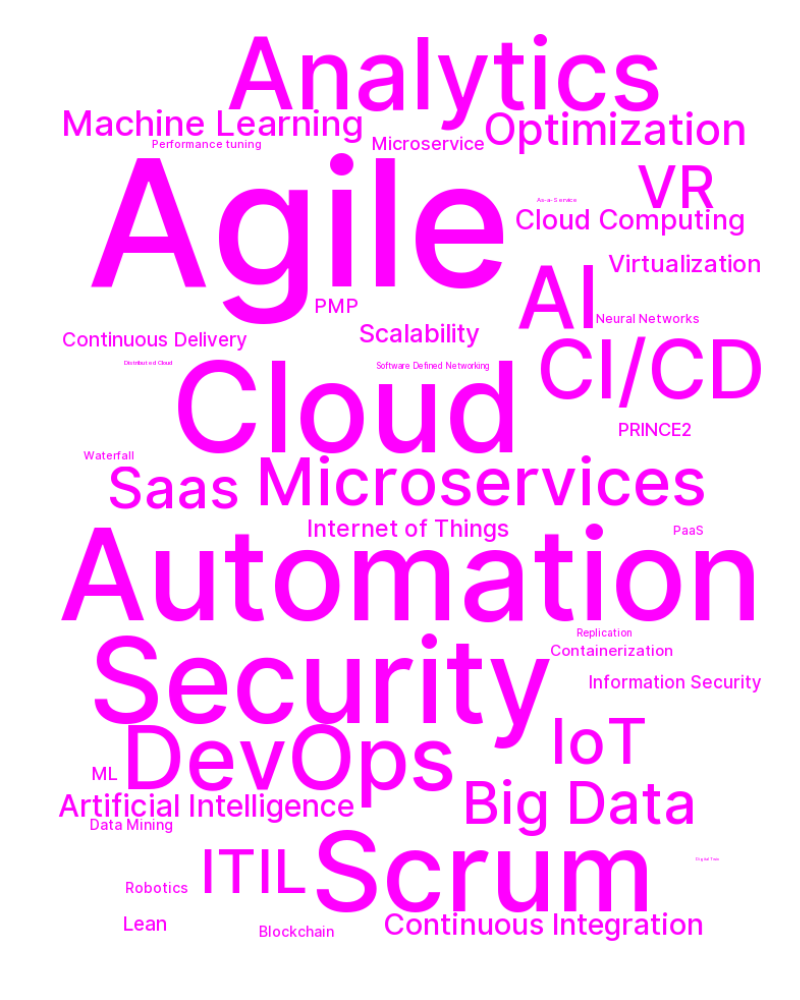 Analytics
Machine Learning
Optimization
Performance tuning
Microservice
Agile
VR
As-a-Service
Cloud Computing
Virtualization
AI
PMP
Neural Networks
Scalability
Continuous Delivery
CI/CD
Distributed Cloud
Software Defined Networking
Cloud
PRINCE2
Waterfall
Saas
Microservices
Internet of Things
PaaS
Automation
Replication
Containerization
Security
Information Security
IoT
DevOps
ML
Big Data
Artificial Intelligence
Data Mining
Scrum
Digital Twin
ITIL
Robotics
Lean
Continuous Integration
Blockchain